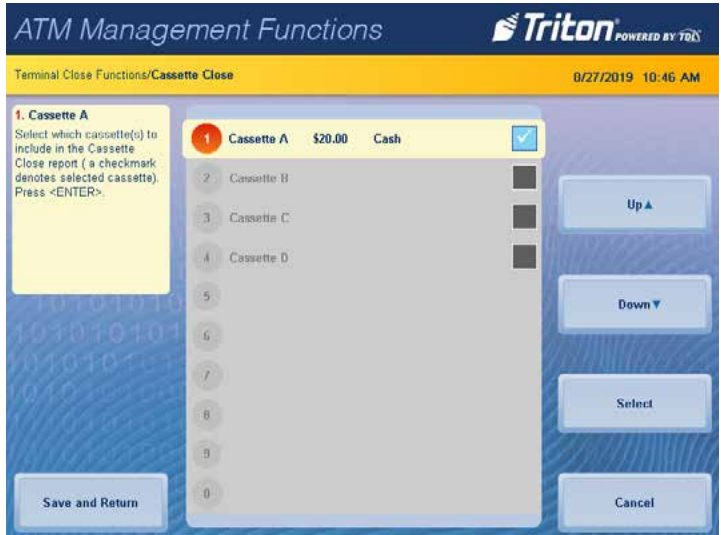 ATM Management Functions
Triton POWERED BY TDL
Terminal Close Functions/Cassette Close
8/27/2019 10:46 AM
1. Cassette A
Select which cassette(s) to
include in the Cassette
Close report ( a checkmark
denotes selected cassette).
Press <ENTER>.
1 Cassette A $20.00 Cash
2 Cassette B
3 Cassette C
4 Cassette D
5
6
7
8
9
0
Up▲
Down▼
Select
Cancel
Save and Return